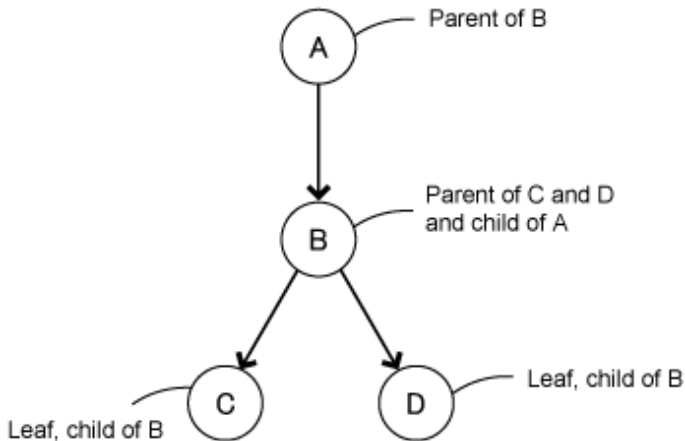 A
Parent of B
B
Parent of C and D
and child of A
C
Leaf, child of B
D
Leaf, child of B